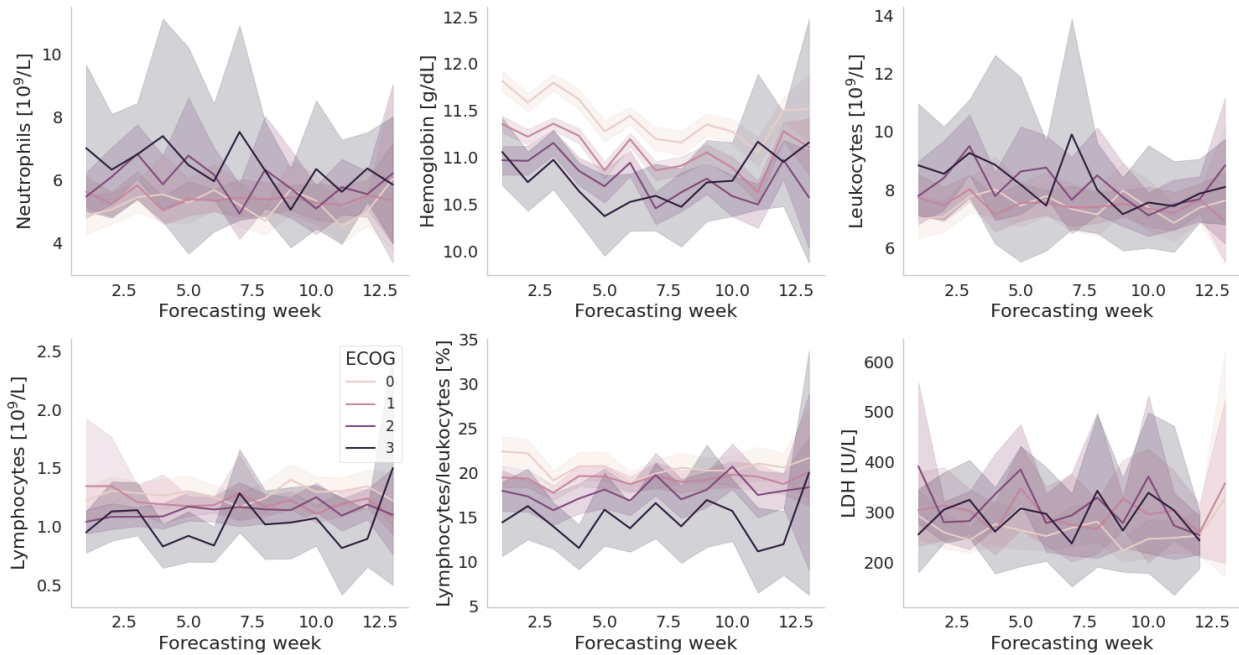 Neutrophils [10^9/L]
10
8
6
4
2.5 5.0 7.5 10.0 12.5
Forecasting week
Hemoglobin [g/dL]
12.5
12.0
11.5
11.0
10.5
10.0
2.5 5.0 7.5 10.0 12.5
Forecasting week
Leukocytes [10^9/L]
14
12
10
8
6
2.5 5.0 7.5 10.0 12.5
Forecasting week
Lymphocytes [10^9/L]
2.5
2.0
1.5
1.0
0.5
ECOG
0
1
2
3
2.5 5.0 7.5 10.0 12.5
Forecasting week
Lymphocytes/leukocytes [%]
35
30
25
20
15
10
5
2.5 5.0 7.5 10.0 12.5
Forecasting week
LDH [U/L]
600
500
400
300
200
2.5 5.0 7.5 10.0 12.5
Forecasting week